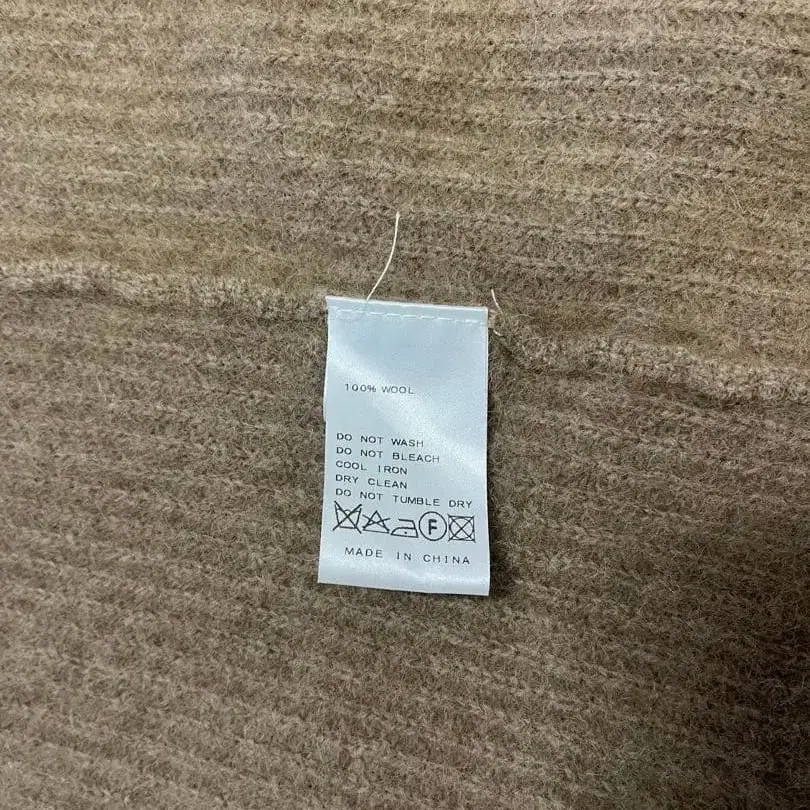 100% WOOL
DO NOT WASH
DO NOT BLEACH
COOL IRON
DRY CLEAN
DO NOT TUMBLE DRY
F
MADE IN CHINA